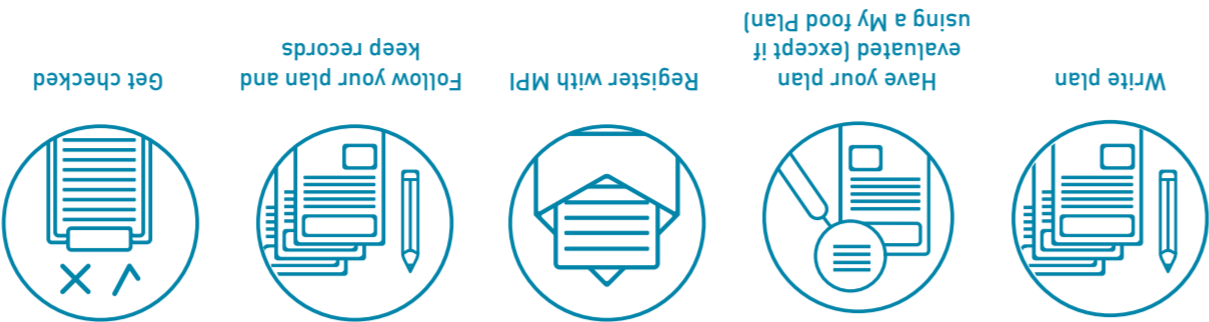 Write plan
Have your plan
evaluated (except if
using a My food Plan)
Register with MPI
Follow your plan and
keep records
Get checked